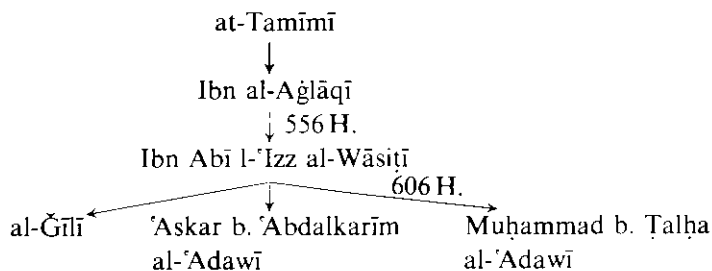 at-Tamīmī
Ibn al-Aġlāqī
556 H.
Ibn Abī l-ʿIzz al-Wāsiṭī
606 H.
al-Ǧīlī ʿAskar b. ʿAbdalkarīm Muḥammad b. Ṭalḥa
al-ʿAdawī al-ʿAdawī